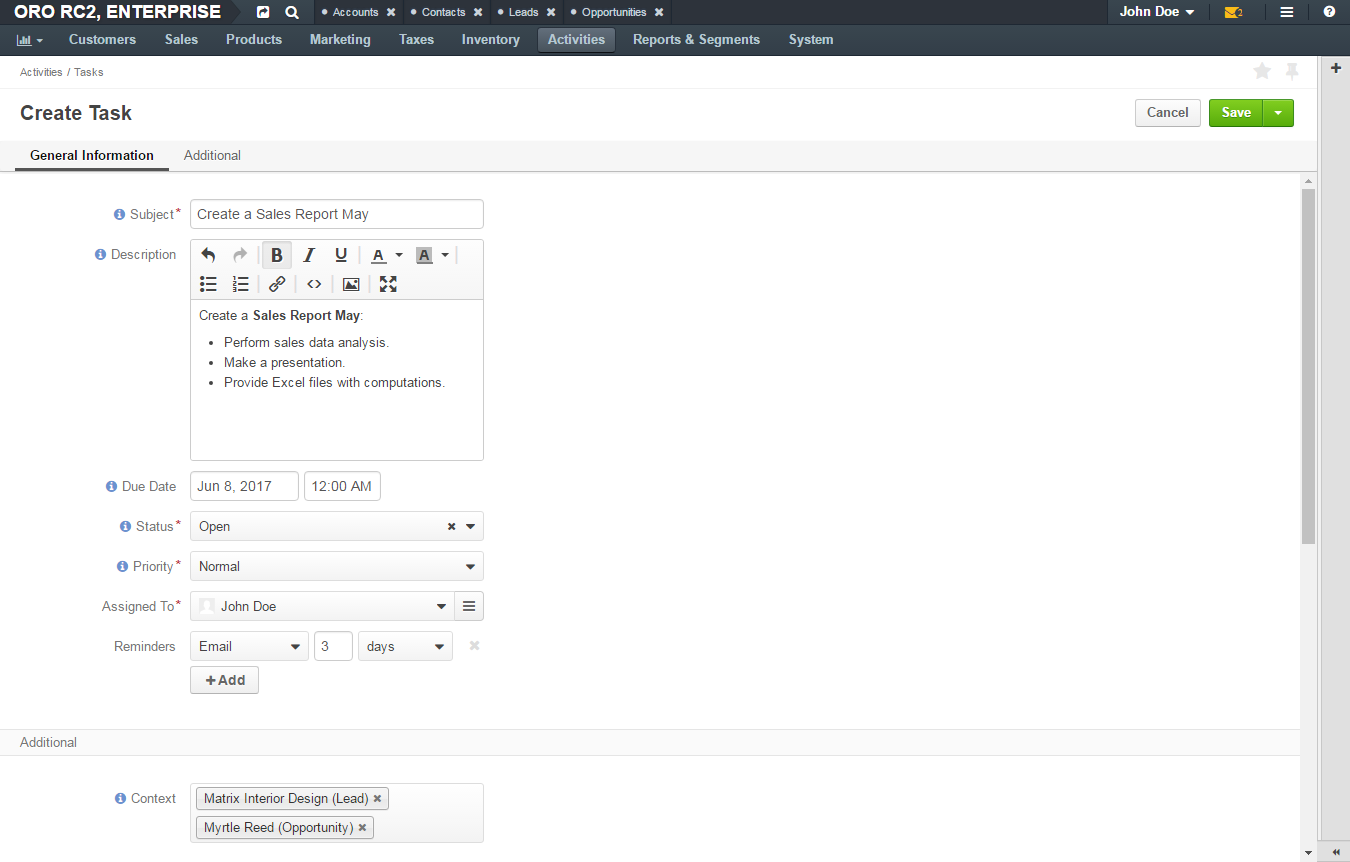 ORO RC2, ENTERPRISE • Accounts × • Contacts × • Leads × • Opportunities × John Doe 2
Customers Sales Products Marketing Taxes Inventory Activities Reports & Segments System
Activities / Tasks
Create Task Cancel Save
General Information Additional
Subject* Create a Sales Report May
Description B I U A A
Create a Sales Report May:
• Perform sales data analysis.
• Make a presentation.
• Provide Excel files with computations.
Due Date Jun 8, 2017 12:00 AM
Status* Open
Priority* Normal
Assigned To* John Doe
Reminders Email 3 days
+ Add
Additional
Context Matrix Interior Design (Lead) ×
Myrtle Reed (Opportunity) ×